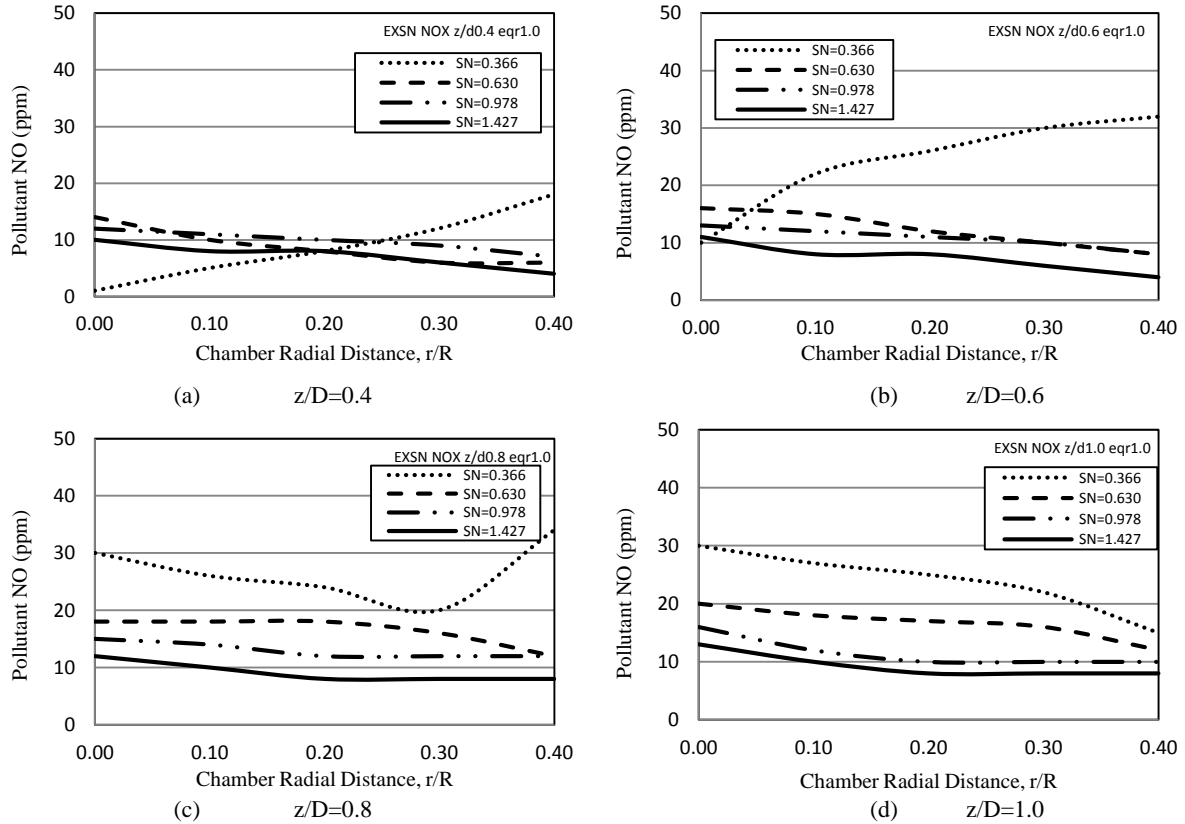 50
40
30
20
10
0
Pollutant NO (ppm)
EXSN NOX z/d0.4 eqr1.0
SN=0.366
SN=0.630
SN=0.978
SN=1.427
0.00 0.10 0.20 0.30 0.40
Chamber Radial Distance, r/R
(a) z/D=0.4
50
40
30
20
10
0
Pollutant NO (ppm)
EXSN NOX z/d0.6 eqr1.0
SN=0.366
SN=0.630
SN=0.978
SN=1.427
0.00 0.10 0.20 0.30 0.40
Chamber Radial Distance, r/R
(b) z/D=0.6
50
40
30
20
10
0
Pollutant NO (ppm)
EXSN NOX z/d0.8 eqr1.0
SN=0.366
SN=0.630
SN=0.978
SN=1.427
0.00 0.10 0.20 0.30 0.40
Chamber Radial Distance, r/R
(c) z/D=0.8
50
40
30
20
10
0
Pollutant NO (ppm)
EXSN NOX z/d1.0 eqr1.0
SN=0.366
SN=0.630
SN=0.978
SN=1.427
0.00 0.10 0.20 0.30 0.40
Chamber Radial Distance, r/R
(d) z/D=1.0